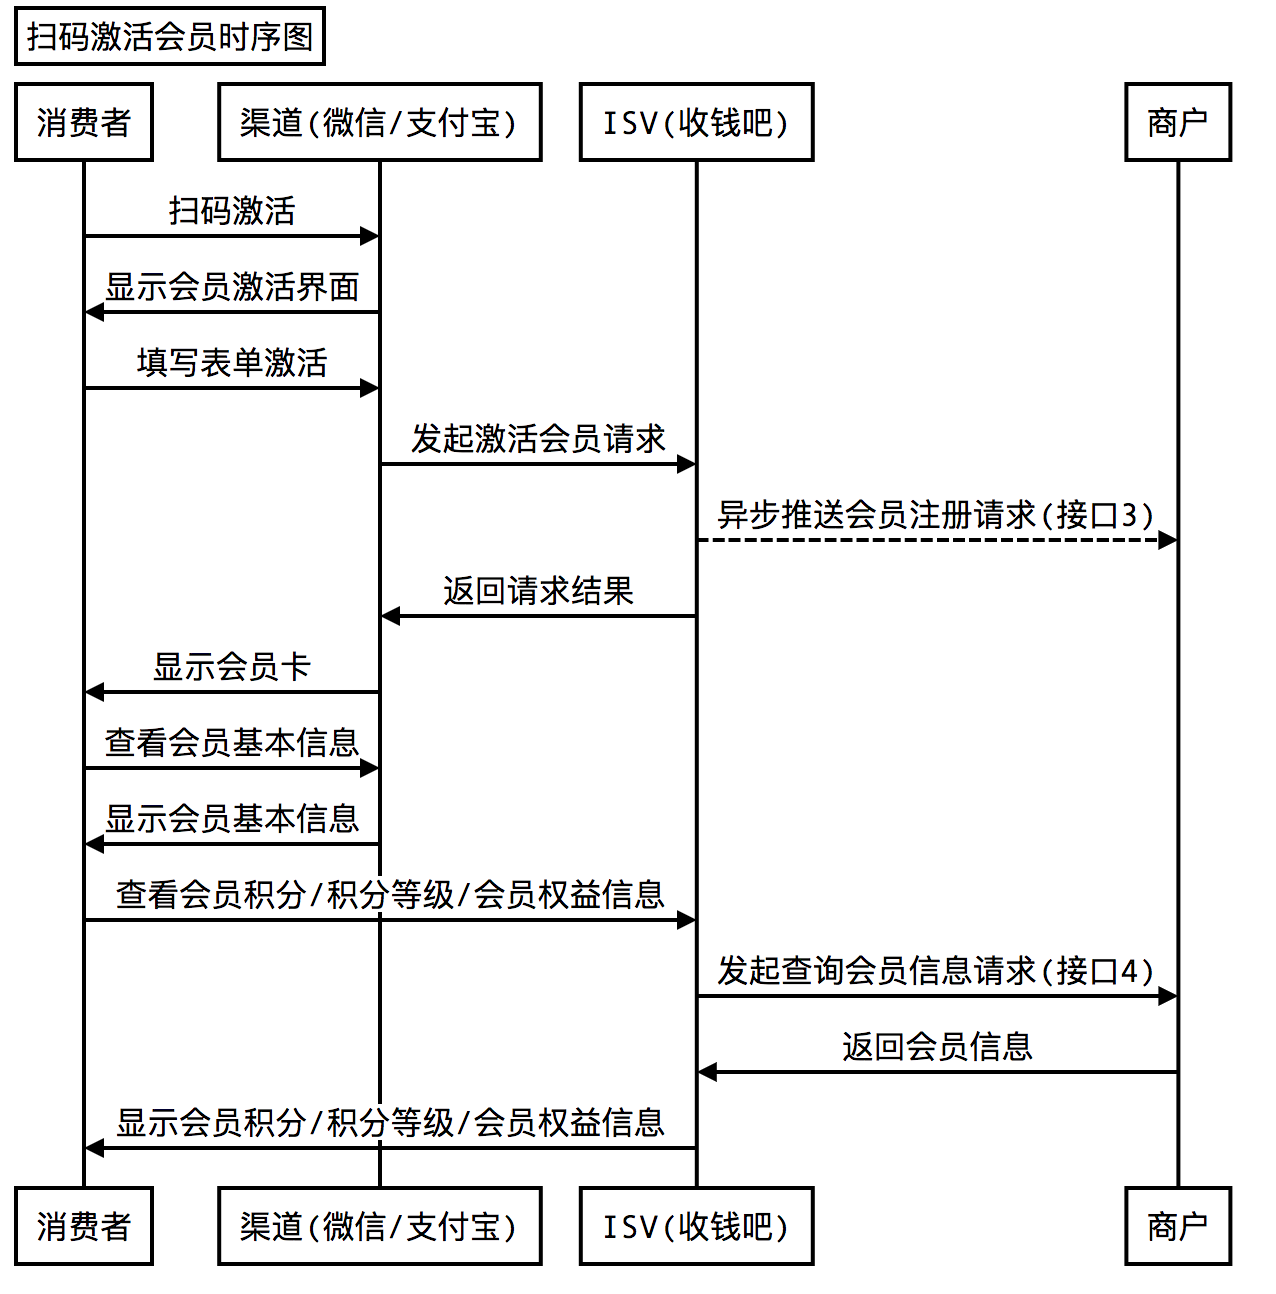 扫码激活会员时序图
消费者
渠道(微信/支付宝)
ISV(收钱吧)
商户
扫码激活
显示会员激活界面
填写表单激活
发起激活会员请求
异步推送会员注册请求(接口3)
返回请求结果
显示会员卡
查看会员基本信息
显示会员基本信息
查看会员积分/积分等级/会员权益信息
发起查询会员信息请求(接口4)
返回会员信息
显示会员积分/积分等级/会员权益信息
消费者
渠道(微信/支付宝)
ISV(收钱吧)
商户